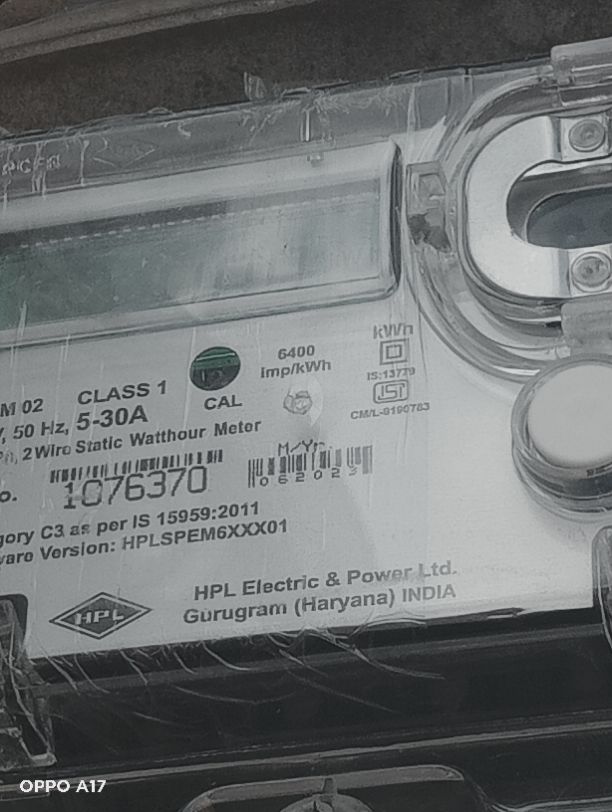 kWh
6400
imp/kWh
IS:13779
CM/L-9190783
CAL
M 02 CLASS 1
, 50 Hz, 5-30A
2 Wire Static Watthour Meter
M/Yr.
062023
o. 1076370
gory C3 as per IS 15959:2011
ware Version: HPLSPEM6XXX01
HPL Electric & Power Ltd.
Gurugram (Haryana) INDIA
HPL
OPPO A17